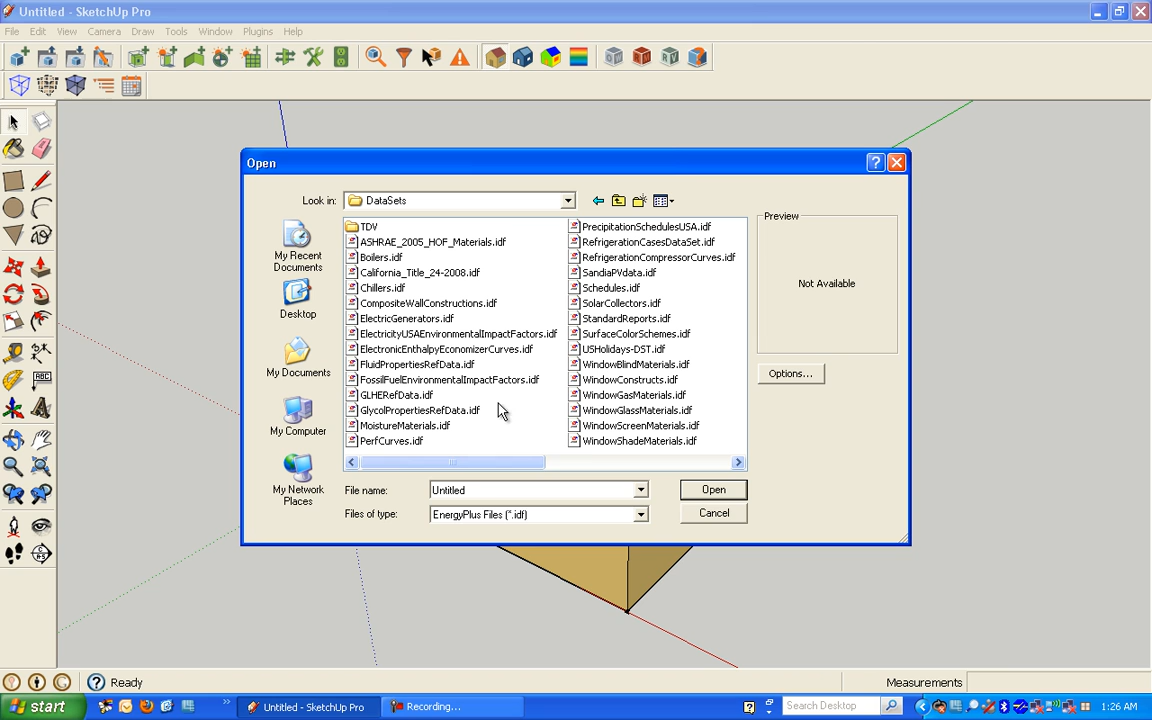 Untitled - SketchUp Pro
File Edit View Camera Draw Tools Window Plugins Help
Open
Look in: DataSets
My Recent Documents
Desktop
My Documents
My Computer
My Network Places
TDV
ASHRAE_2005_HOF_Materials.idf
Boilers.idf
California_Title_24-2008.idf
Chillers.idf
CompositeWallConstructions.idf
ElectricGenerators.idf
ElectricityUSAEnvironmentalImpactFactors.idf
ElectronicEnthalpyEconomizerCurves.idf
FluidPropertiesRefData.idf
FossilFuelEnvironmentalImpactFactors.idf
GLHERefData.idf
GlycolPropertiesRefData.idf
MoistureMaterials.idf
PerfCurves.idf
PrecipitationSchedulesUSA.idf
RefrigerationCasesDataSet.idf
RefrigerationCompressorCurves.idf
SandiaPVdata.idf
Schedules.idf
SolarCollectors.idf
StandardReports.idf
SurfaceColorSchemes.idf
USHolidays-DST.idf
WindowBlindMaterials.idf
WindowConstructs.idf
WindowGasMaterials.idf
WindowGlassMaterials.idf
WindowScreenMaterials.idf
WindowShadeMaterials.idf
Preview
Not Available
Options...
File name: Untitled Open
Files of type: EnergyPlus Files (*.idf) Cancel
Ready Measurements
start Untitled - SketchUp Pro Recording... Search Desktop 1:26 AM